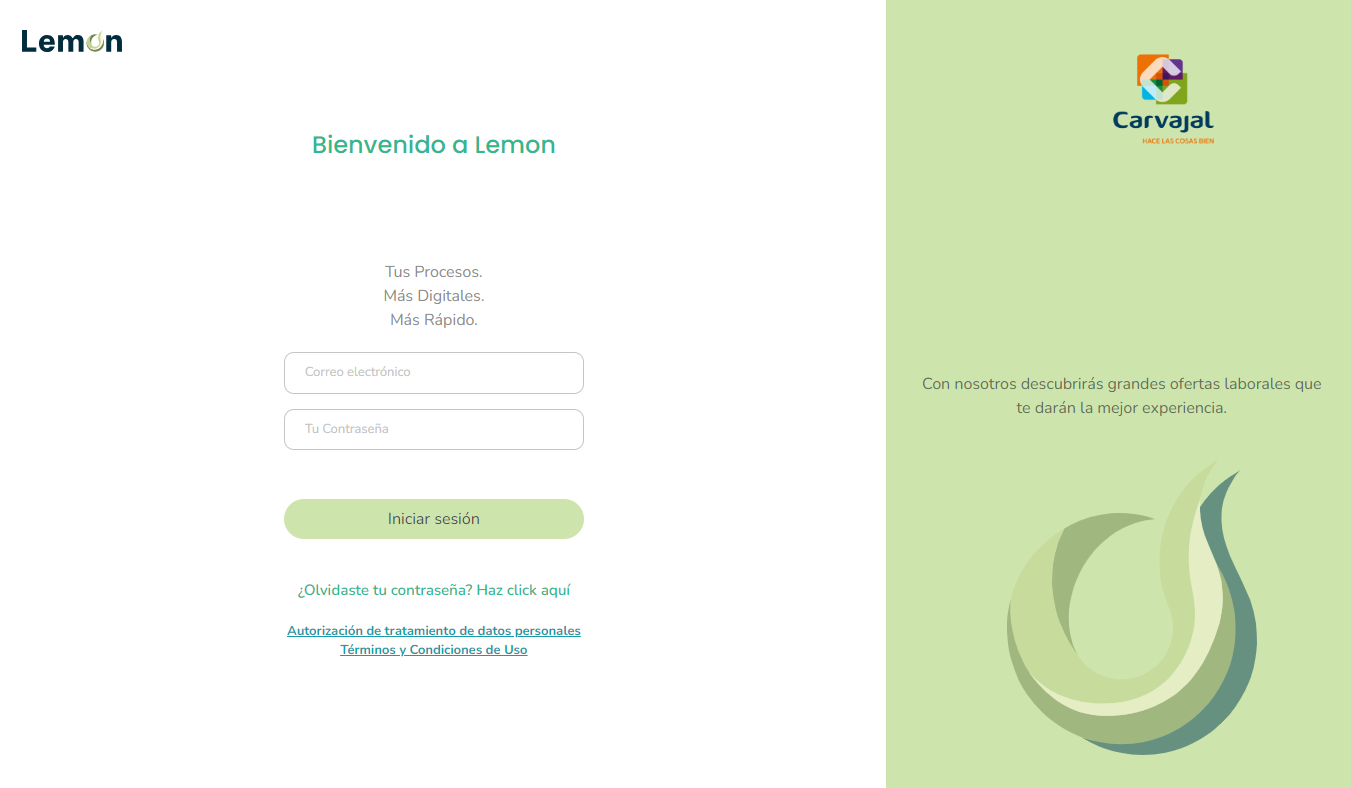 Lemon
Bienvenido a Lemon
Tus Procesos.
Más Digitales.
Más Rápido.
Correo electrónico
Tu Contraseña
Iniciar sesión
¿Olvidaste tu contraseña? Haz click aquí
Autorización de tratamiento de datos personales
Términos y Condiciones de Uso
Carvajal
HACE LAS COSAS BIEN
Con nosotros descubrirás grandes ofertas laborales que
te darán la mejor experiencia.